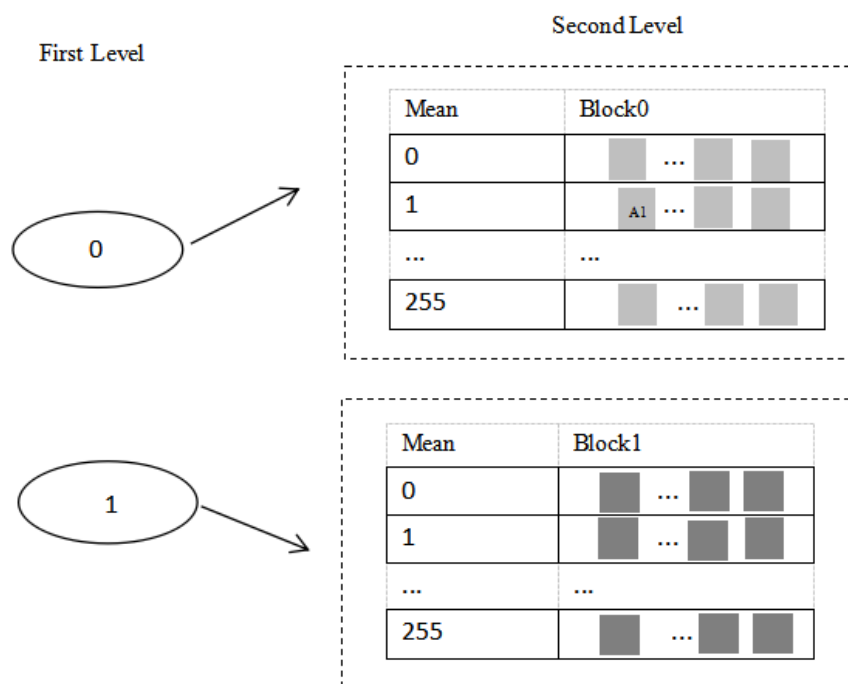 First Level
Second Level
Mean Block0
0 ...
1 A1 ...
... ...
255 ...
0
Mean Block1
0 ...
1 ...
... ...
255 ...
1